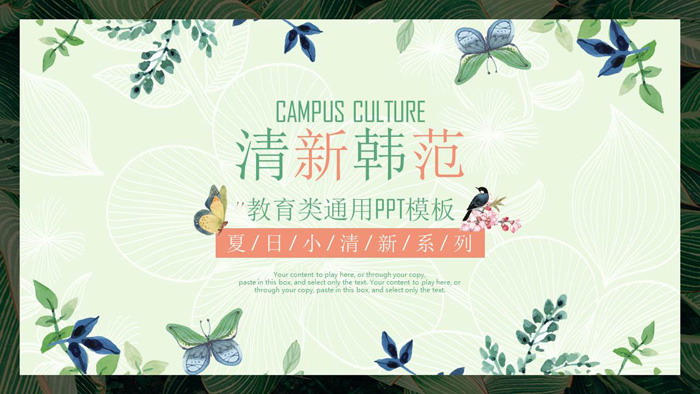 CAMPUS CULTURE
清新韩范
"教育类通用PPT模板
夏/日/小/清/新/系/列
Your content to play here, or through your copy,
paste in this box, and select only the text. Your content to play here, or
through your copy, paste in this box, and select only the text.